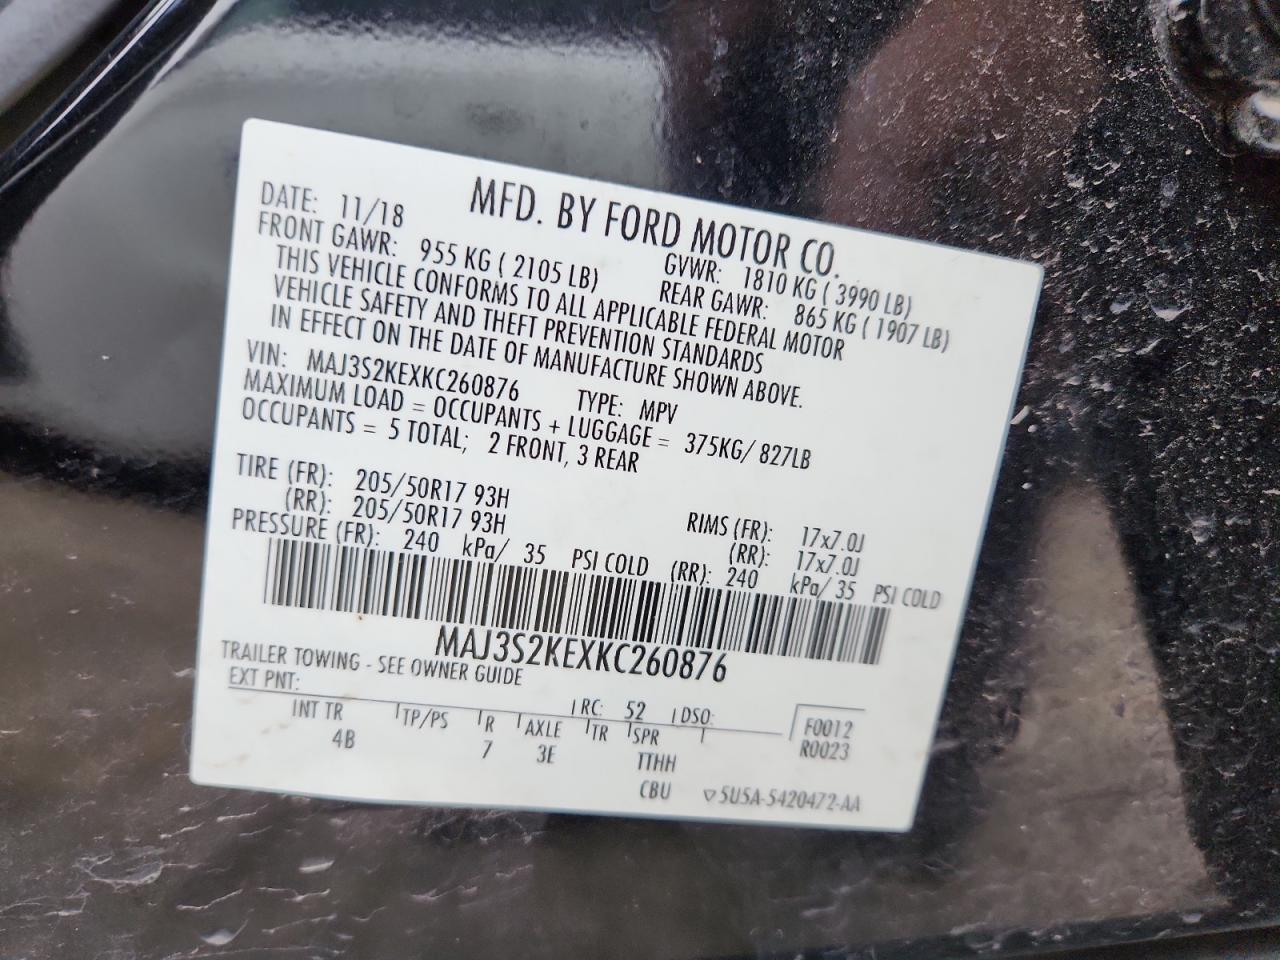 MFD. BY FORD MOTOR CO.
DATE: 11/18 GVWR: 1810 KG ( 3990 LB)
FRONT GAWR: 955 KG ( 2105 LB) REAR GAWR: 865 KG ( 1907 LB)
THIS VEHICLE CONFORMS TO ALL APPLICABLE FEDERAL MOTOR
VEHICLE SAFETY AND THEFT PREVENTION STANDARDS
IN EFFECT ON THE DATE OF MANUFACTURE SHOWN ABOVE.
VIN: MAJ3S2KEXKC260876 TYPE: MPV
MAXIMUM LOAD = OCCUPANTS + LUGGAGE = 375KG/ 827LB
OCCUPANTS = 5 TOTAL; 2 FRONT, 3 REAR
TIRE (FR): 205/50R17 93H RIMS (FR): 17x7.0J
(RR): 205/50R17 93H (RR): 17x7.0J
PRESSURE (FR): 240 kPa/ 35 PSI COLD (RR): 240 kPa/ 35 PSI COLD
MAJ3S2KEXKC260876
TRAILER TOWING - SEE OWNER GUIDE
EXT PNT: RC: 52 DSO: F0012
INT TR TP/PS R AXLE TR SPR R0023
4B 7 3E TTHH
CBU ▽5U5A-5420472-AA